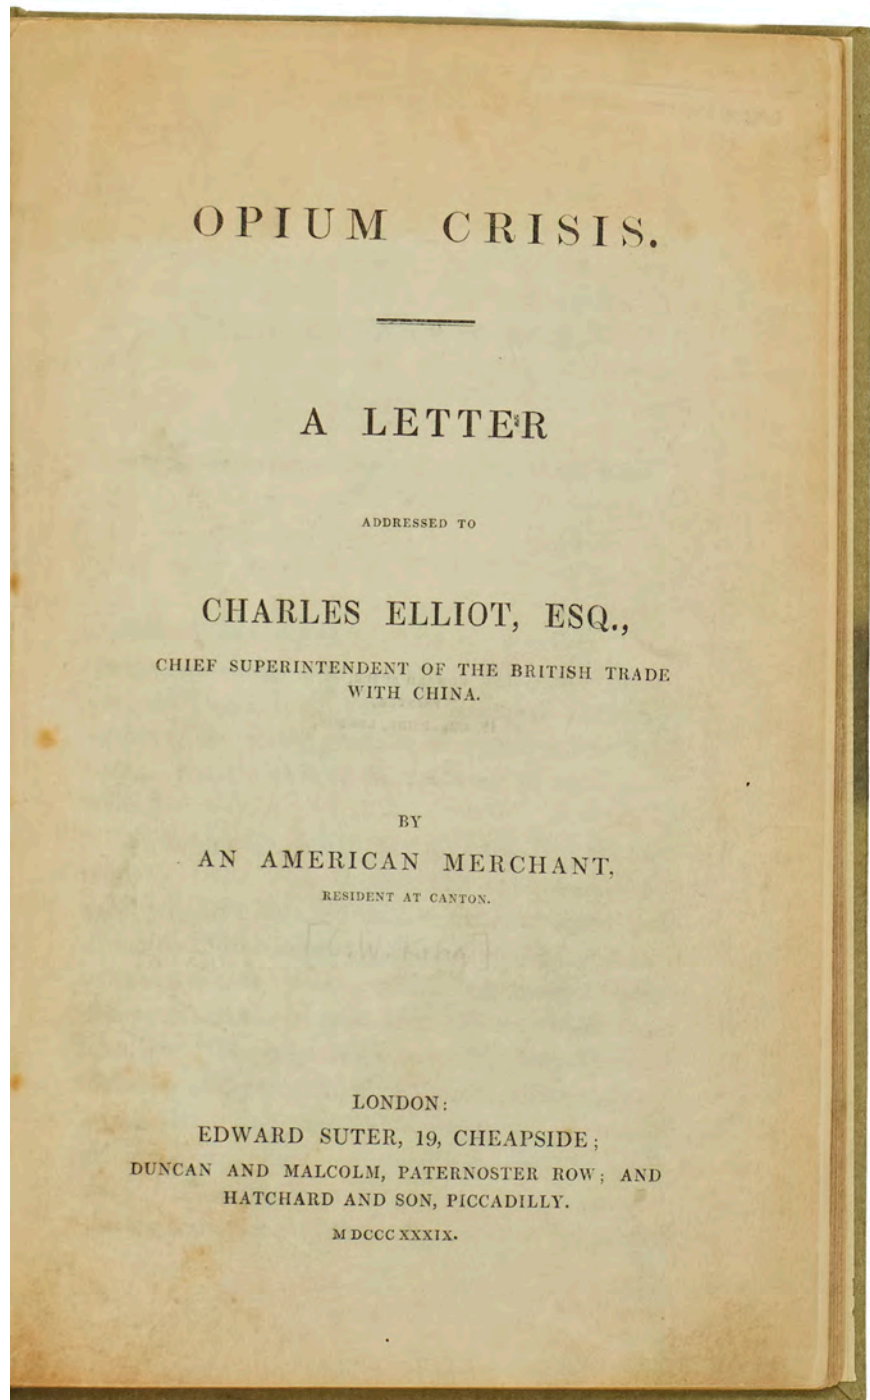 OPIUM CRISIS.
A LETTER
ADDRESSED TO
CHARLES ELLIOT, ESQ.,
CHIEF SUPERINTENDENT OF THE BRITISH TRADE
WITH CHINA.
BY
AN AMERICAN MERCHANT,
RESIDENT AT CANTON.
LONDON:
EDWARD SUTER, 19, CHEAPSIDE;
DUNCAN AND MALCOLM, PATERNOSTER ROW; AND
HATCHARD AND SON, PICCADILLY.
MDCCCXXXIX.